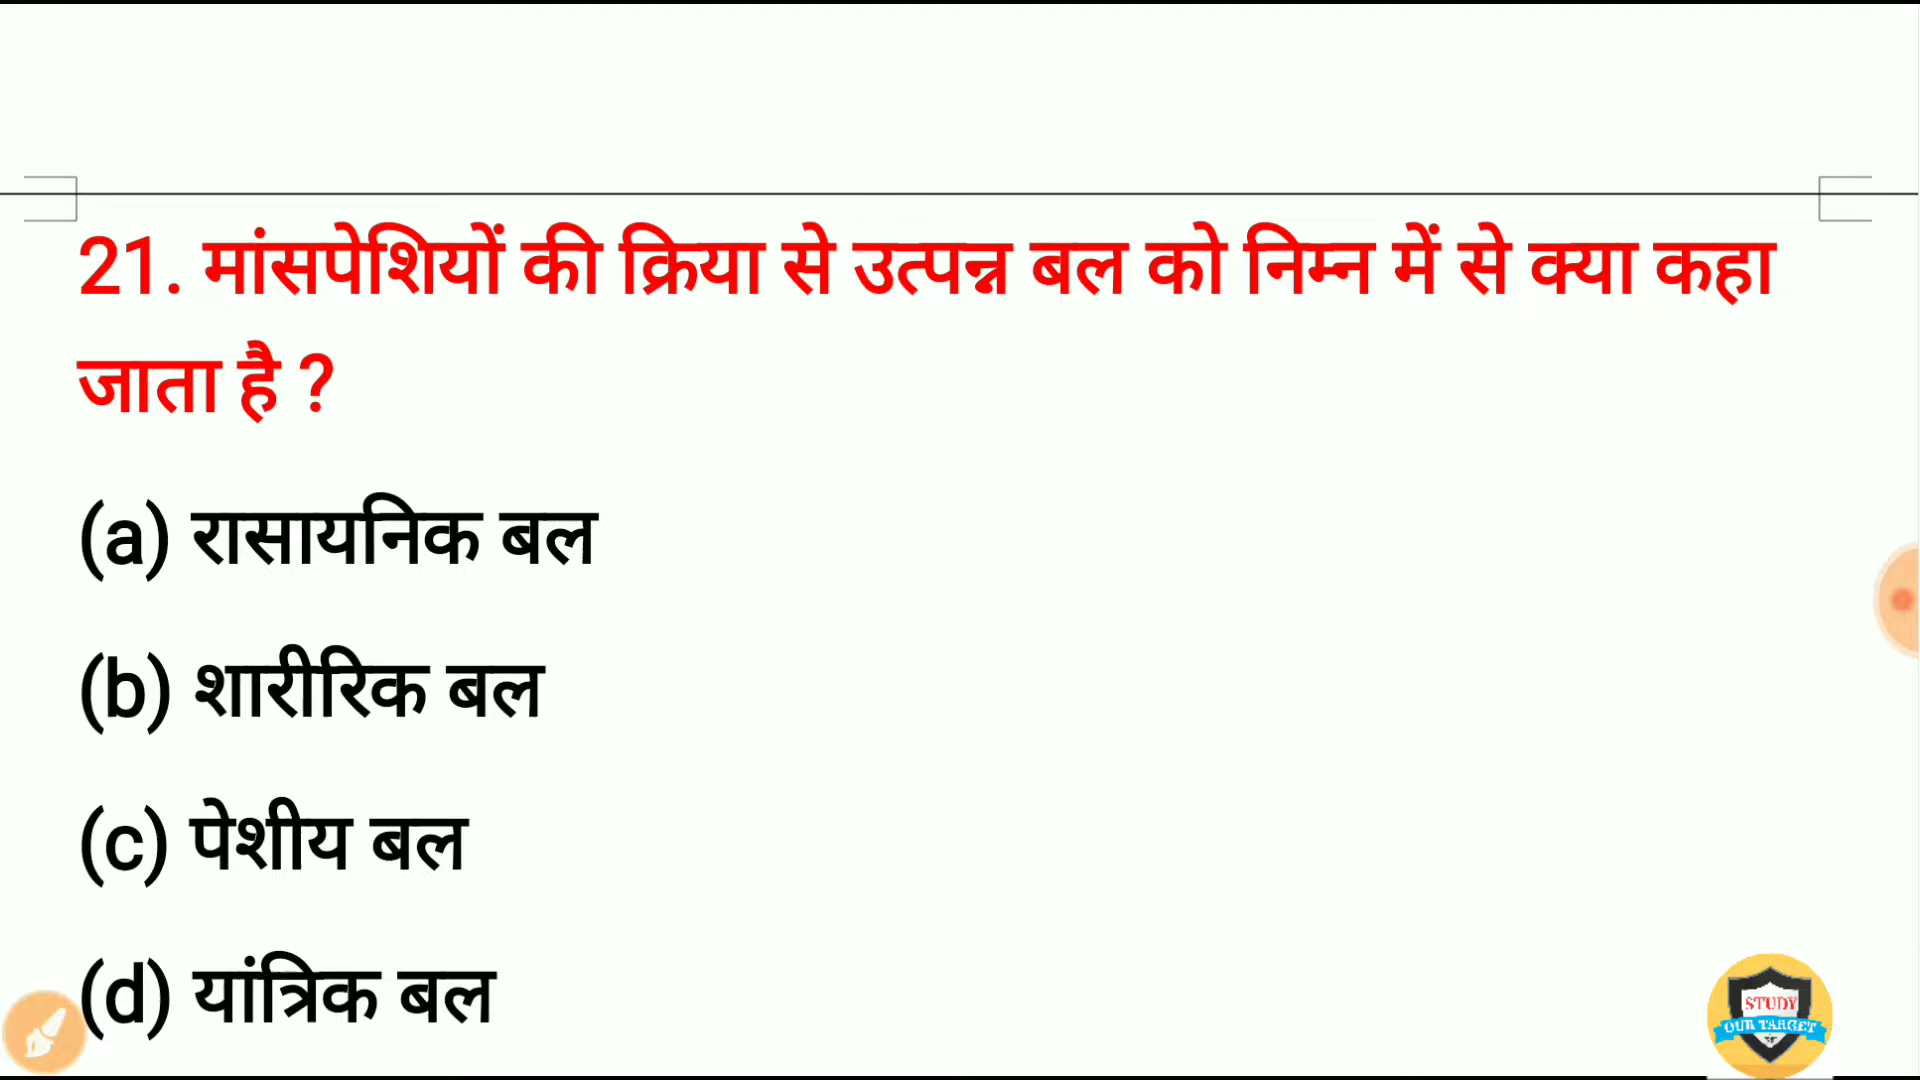 21. मांसपेशियों की क्रिया से उत्पन्न बल को निम्न में से क्या कहा
जाता है ?
(a) रासायनिक बल
(b) शारीरिक बल
(c) पेशीय बल
(d) यांत्रिक बल
STUDY
OUR TARGET